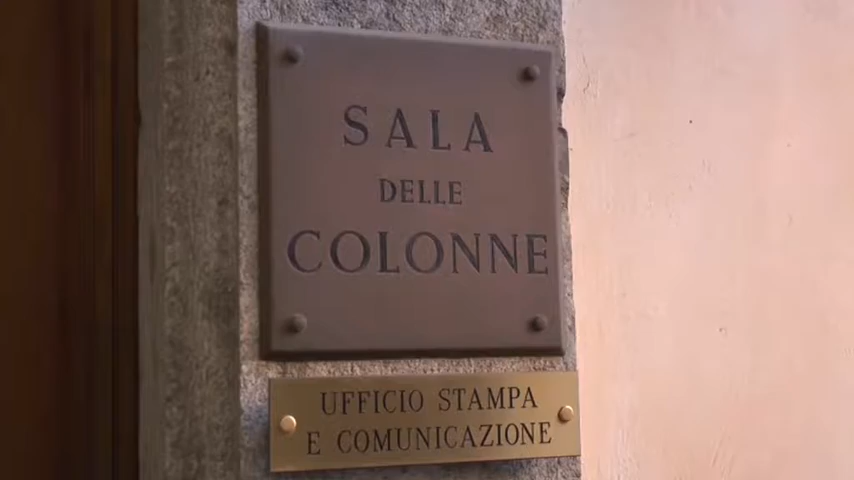 SALA
DELLE
COLONNE
UFFICIO STAMPA
E COMUNICAZIONE